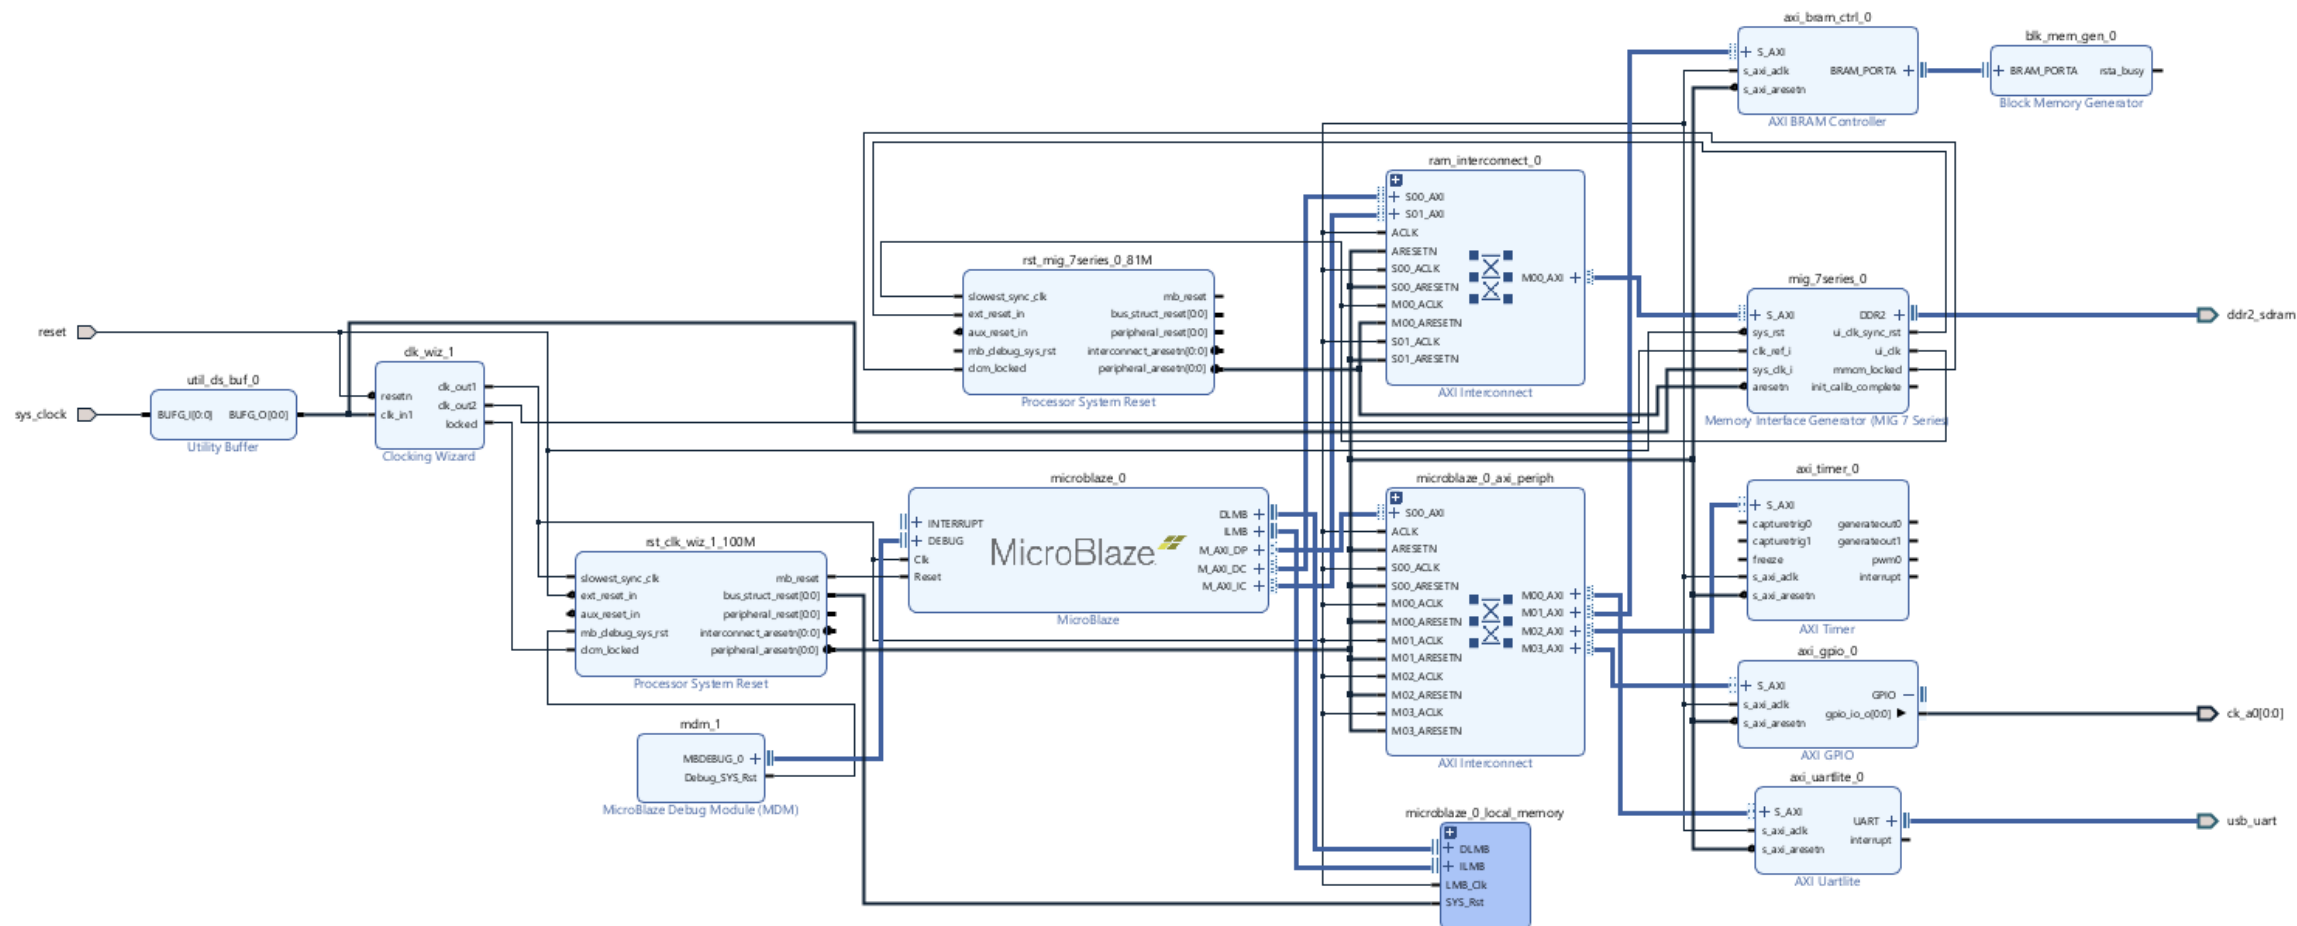 reset
sys_clock
util_ds_buf_0
BUFG_I[0:0] BUFG_O[0:0]
Utility Buffer
clk_wiz_1
resetn
clk_in1
clk_out1
clk_out2
locked
Clocking Wizard
rst_clk_wiz_1_100M
slowest_sync_clk
ext_reset_in
aux_reset_in
mb_debug_sys_rst
dcm_locked
mb_reset
bus_struct_reset[0:0]
peripheral_reset[0:0]
interconnect_aresetn[0:0]
peripheral_aresetn[0:0]
Processor System Reset
mdm_1
MBDEBUG_0
Debug_SYS_Rst
MicroBlaze Debug Module (MDM)
rst_mig_7series_0_81M
slowest_sync_clk
ext_reset_in
aux_reset_in
mb_debug_sys_rst
dcm_locked
mb_reset
bus_struct_reset[0:0]
peripheral_reset[0:0]
interconnect_aresetn[0:0]
peripheral_aresetn[0:0]
Processor System Reset
microblaze_0
INTERRUPT
DEBUG
Clk
Reset
MicroBlaze
DLMB
ILMB
M_AXI_DP
M_AXI_DC
M_AXI_IC
MicroBlaze
ram_interconnect_0
S00_AXI
S01_AXI
ACLK
ARESETN
S00_ACLK
S00_ARESETN
M00_ACLK
M00_ARESETN
S01_ACLK
S01_ARESETN
M00_AXI
AXI Interconnect
microblaze_0_axi_periph
S00_AXI
ACLK
ARESETN
S00_ACLK
S00_ARESETN
M00_ACLK
M00_ARESETN
M01_ACLK
M01_ARESETN
M02_ACLK
M02_ARESETN
M03_ACLK
M03_ARESETN
M00_AXI
M01_AXI
M02_AXI
M03_AXI
AXI Interconnect
microblaze_0_local_memory
DLMB
ILMB
LMB_Clk
SYS_Rst
axi_bram_ctrl_0
S_AXI
s_axi_aclk
s_axi_aresetn
BRAM_PORTA
AXI BRAM Controller
blk_mem_gen_0
BRAM_PORTA rsta_busy
Block Memory Generator
mig_7series_0
S_AXI
sys_rst
clk_ref_i
sys_clk_i
aresetn
DDR2
ui_clk_sync_rst
ui_clk
mmcm_locked
init_calib_complete
Memory Interface Generator (MIG 7 Series)
axi_timer_0
S_AXI
capturetrig0
capturetrig1
freeze
s_axi_aclk
s_axi_aresetn
generateout0
generateout1
pwm0
interrupt
AXI Timer
axi_gpio_0
S_AXI
s_axi_aclk
s_axi_aresetn
GPIO
gpio_io_o[0:0]
AXI GPIO
axi_uartlite_0
S_AXI
s_axi_aclk
s_axi_aresetn
UART
interrupt
AXI Uartlite
ddr2_sdram
ck_a0[0:0]
usb_uart